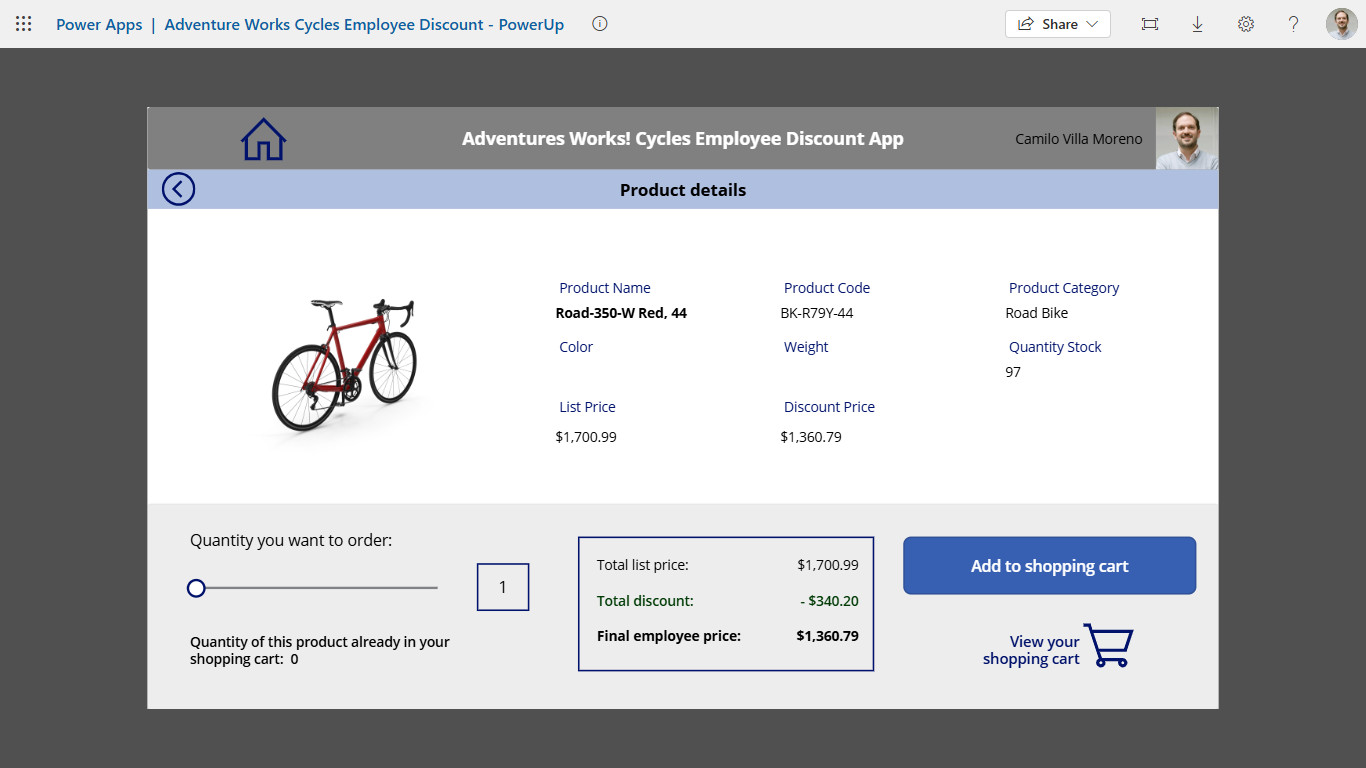 Power Apps | Adventure Works Cycles Employee Discount - PowerUp
Share
?
Adventures Works! Cycles Employee Discount App
Camilo Villa Moreno
Product details
Product Name
Product Code
Product Category
Road-350-W Red, 44
BK-R79Y-44
Road Bike
Color
Weight
Quantity Stock
97
List Price
Discount Price
$1,700.99
$1,360.79
Quantity you want to order:
1
Quantity of this product already in your
shopping cart: 0
Total list price: $1,700.99
Total discount: - $340.20
Final employee price: $1,360.79
Add to shopping cart
View your
shopping cart